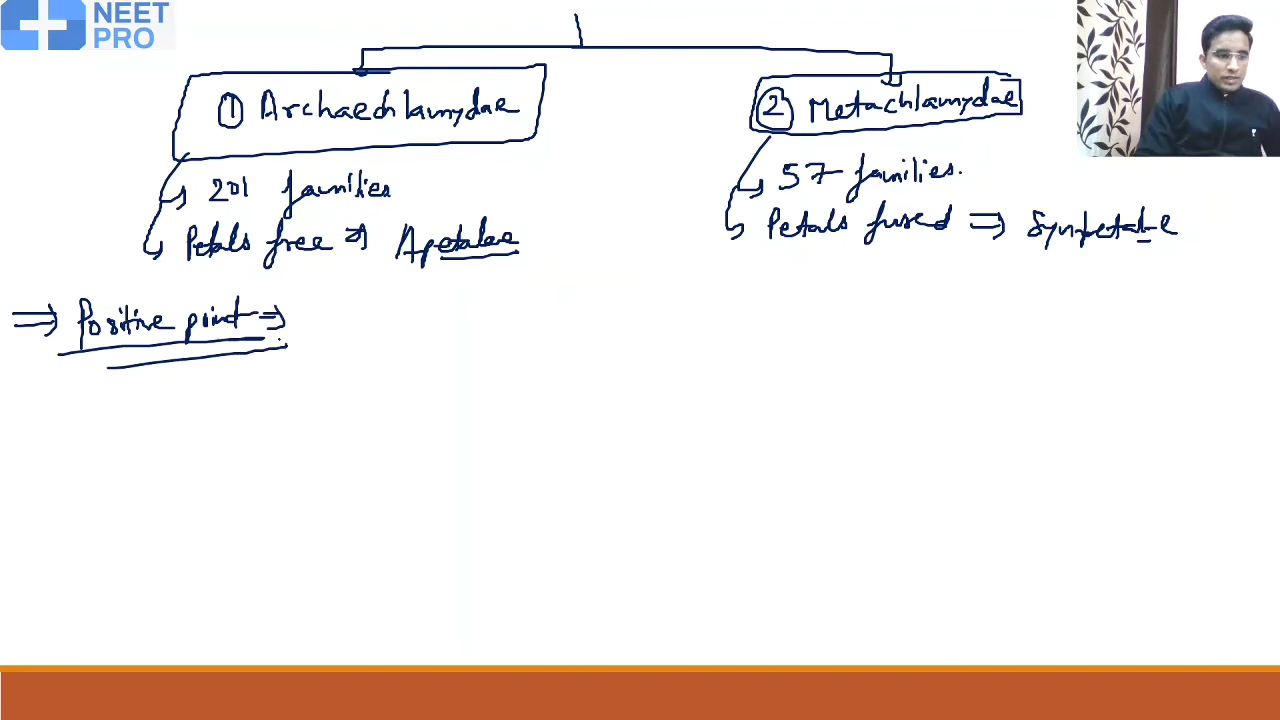 NEET
PRO
① Archaechlamydae
② Metachlamydae
→ 201 families
→ Petals free ⇒ Apetalae
→ 57 families.
→ Petals fused ⇒ Sympetalae
⇒ Positive point ⇒